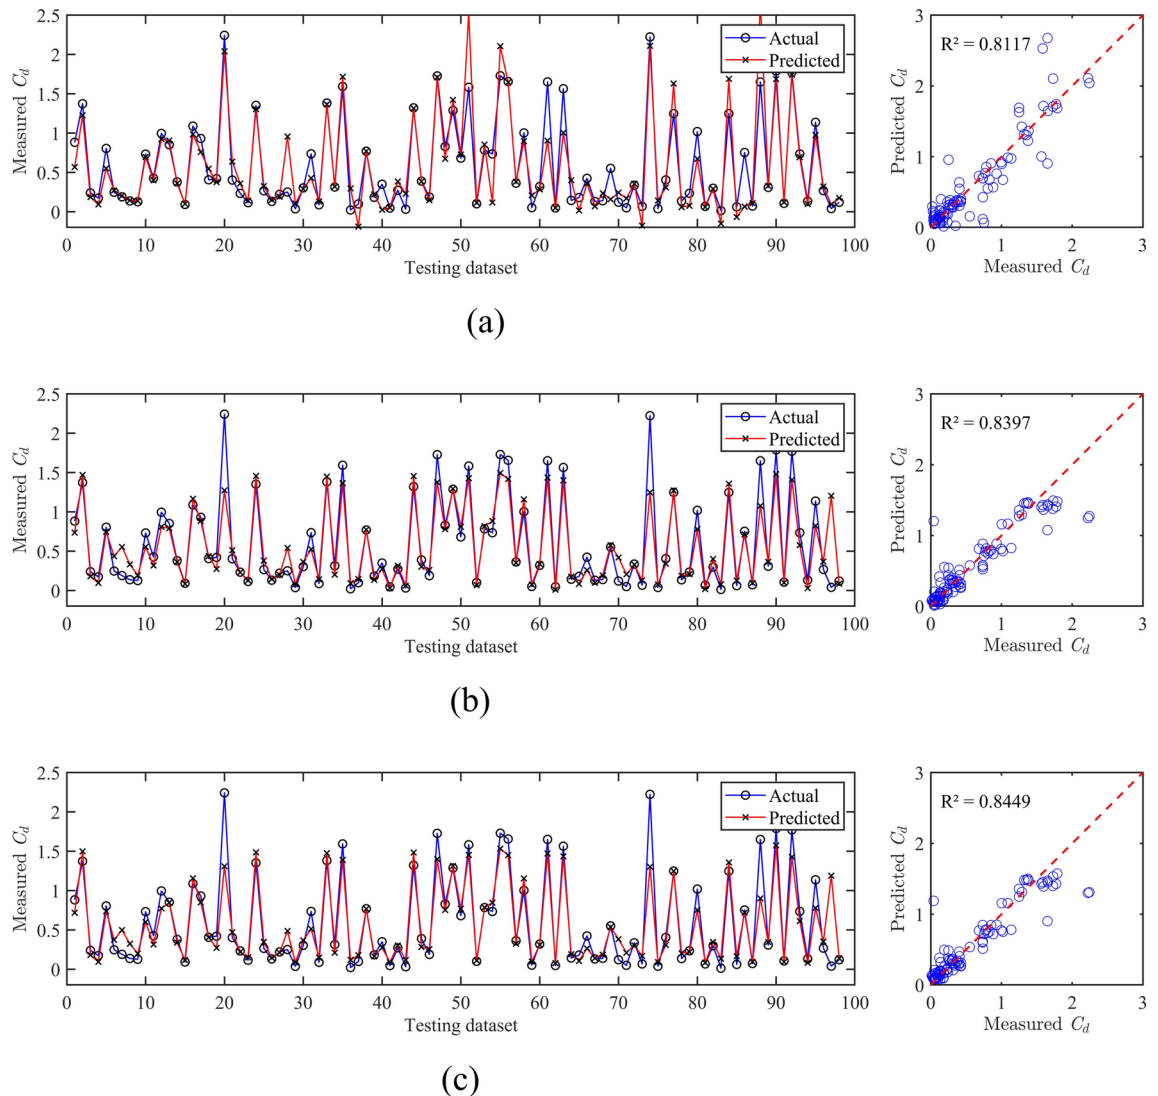 2.5
2
1.5
1
0.5
0
Measured C_d
0 10 20 30 40 50 60 70 80 90 100
Testing dataset
Actual
Predicted
3
2
1
0
Predicted C_d
R² = 0.8117
0 1 2 3
Measured C_d
(a)
2.5
2
1.5
1
0.5
0
Measured C_d
0 10 20 30 40 50 60 70 80 90 100
Testing dataset
Actual
Predicted
3
2
1
0
Predicted C_d
R² = 0.8397
0 1 2 3
Measured C_d
(b)
2.5
2
1.5
1
0.5
0
Measured C_d
0 10 20 30 40 50 60 70 80 90 100
Testing dataset
Actual
Predicted
3
2
1
0
Predicted C_d
R² = 0.8449
0 1 2 3
Measured C_d
(c)